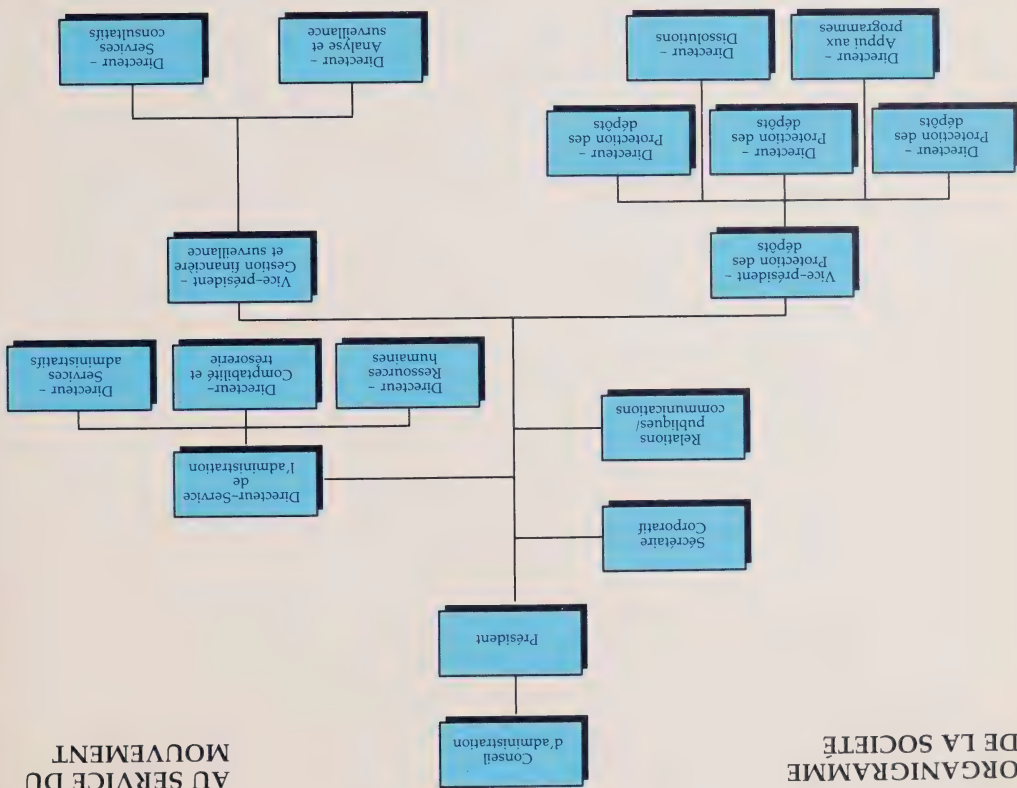 ORGANIGRAMME
DE LA SOCIETÉ
AU SERVICE DU
MOUVEMENT
Conseil
d'administration
Président
Sécrétaire
Corporatif
Relations
publiques/
communications
Directeur-Service
de
l'administration
Directeur –
Ressources
humaines
Directeur–
Comptabilité et
trésorerie
Directeur –
Services
administratifs
Vice-président –
Protection des
dépôts
Vice-président –
Gestion financière
et surveillance
Directeur –
Protection des
dépôts
Directeur –
Protection des
dépôts
Directeur –
Protection des
dépôts
Directeur –
Appui aux
programmes
Directeur –
Dissolutions
Directeur –
Analyse et
surveillance
Directeur –
Services
consultatifs